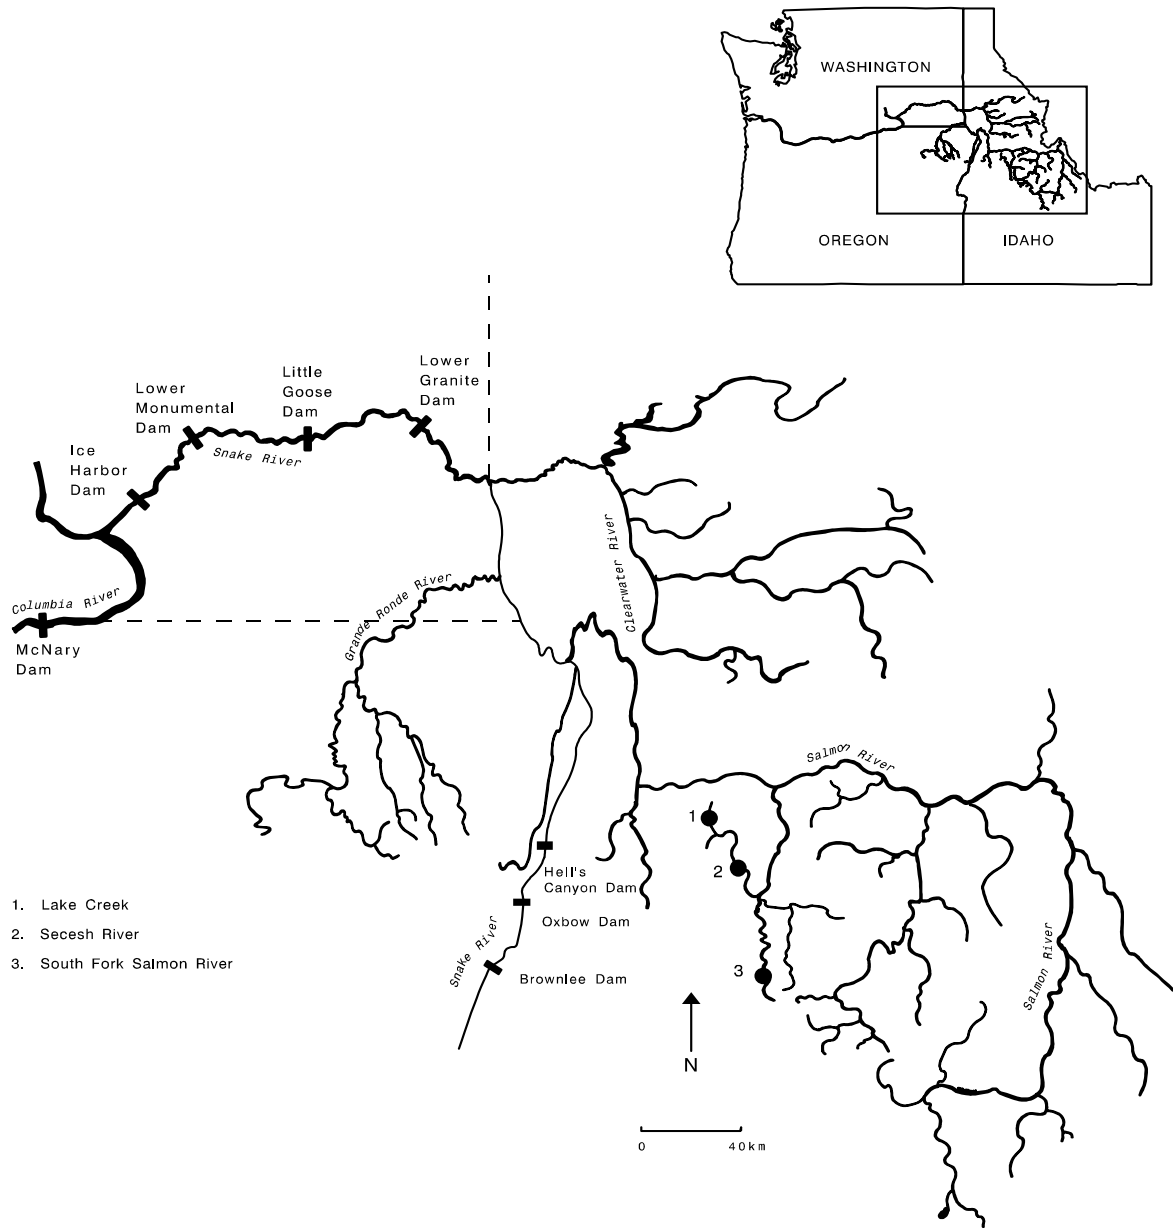 WASHINGTON
OREGON
IDAHO
Lower
Granite
Dam
Little
Goose
Dam
Lower
Monumental
Dam
Snake River
Ice
Harbor
Dam
Columbia River
McNary
Dam
Grande Ronde River
Clearwater River
Salmon River
1
2
3
Hell's
Canyon Dam
Oxbow Dam
Snake River
Brownlee Dam
Salmon River
1. Lake Creek
2. Secesh River
3. South Fork Salmon River
N
0 40km